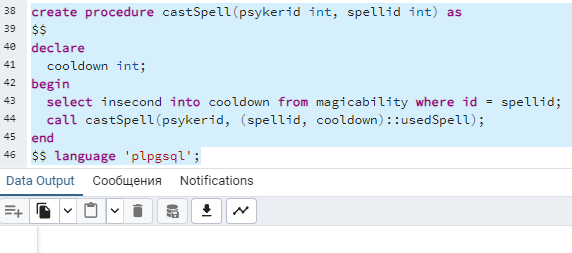 38 create procedure castSpell(psykerid int, spellid int) as
39 $$
40 declare
41 cooldown int;
42 begin
43 select insecond into cooldown from magicability where id = spellid;
44 call castSpell(psykerid, (spellid, cooldown)::usedSpell);
45 end
46 $$ language 'plpgsql';
Data Output Сообщения Notifications